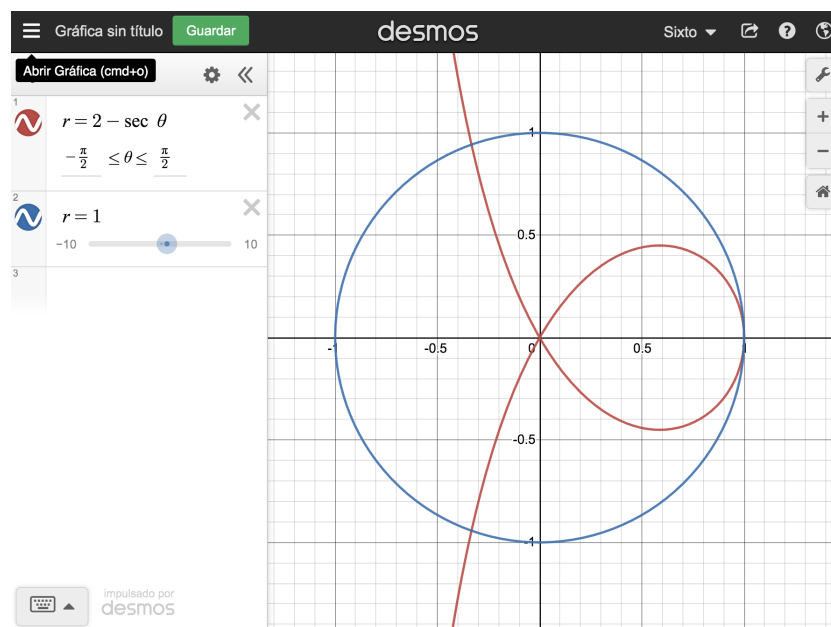 Gráfica sin título
Guardar
desmos
Sixto
?
Abrir Gráfica (cmd+o)
1
r = 2 − sec θ
−π/2 ≤ θ ≤ π/2
2
r = 1
−10
10
3
1
0.5
-1
-0.5
0
0.5
1
-0.5
-1
impulsado por
desmos